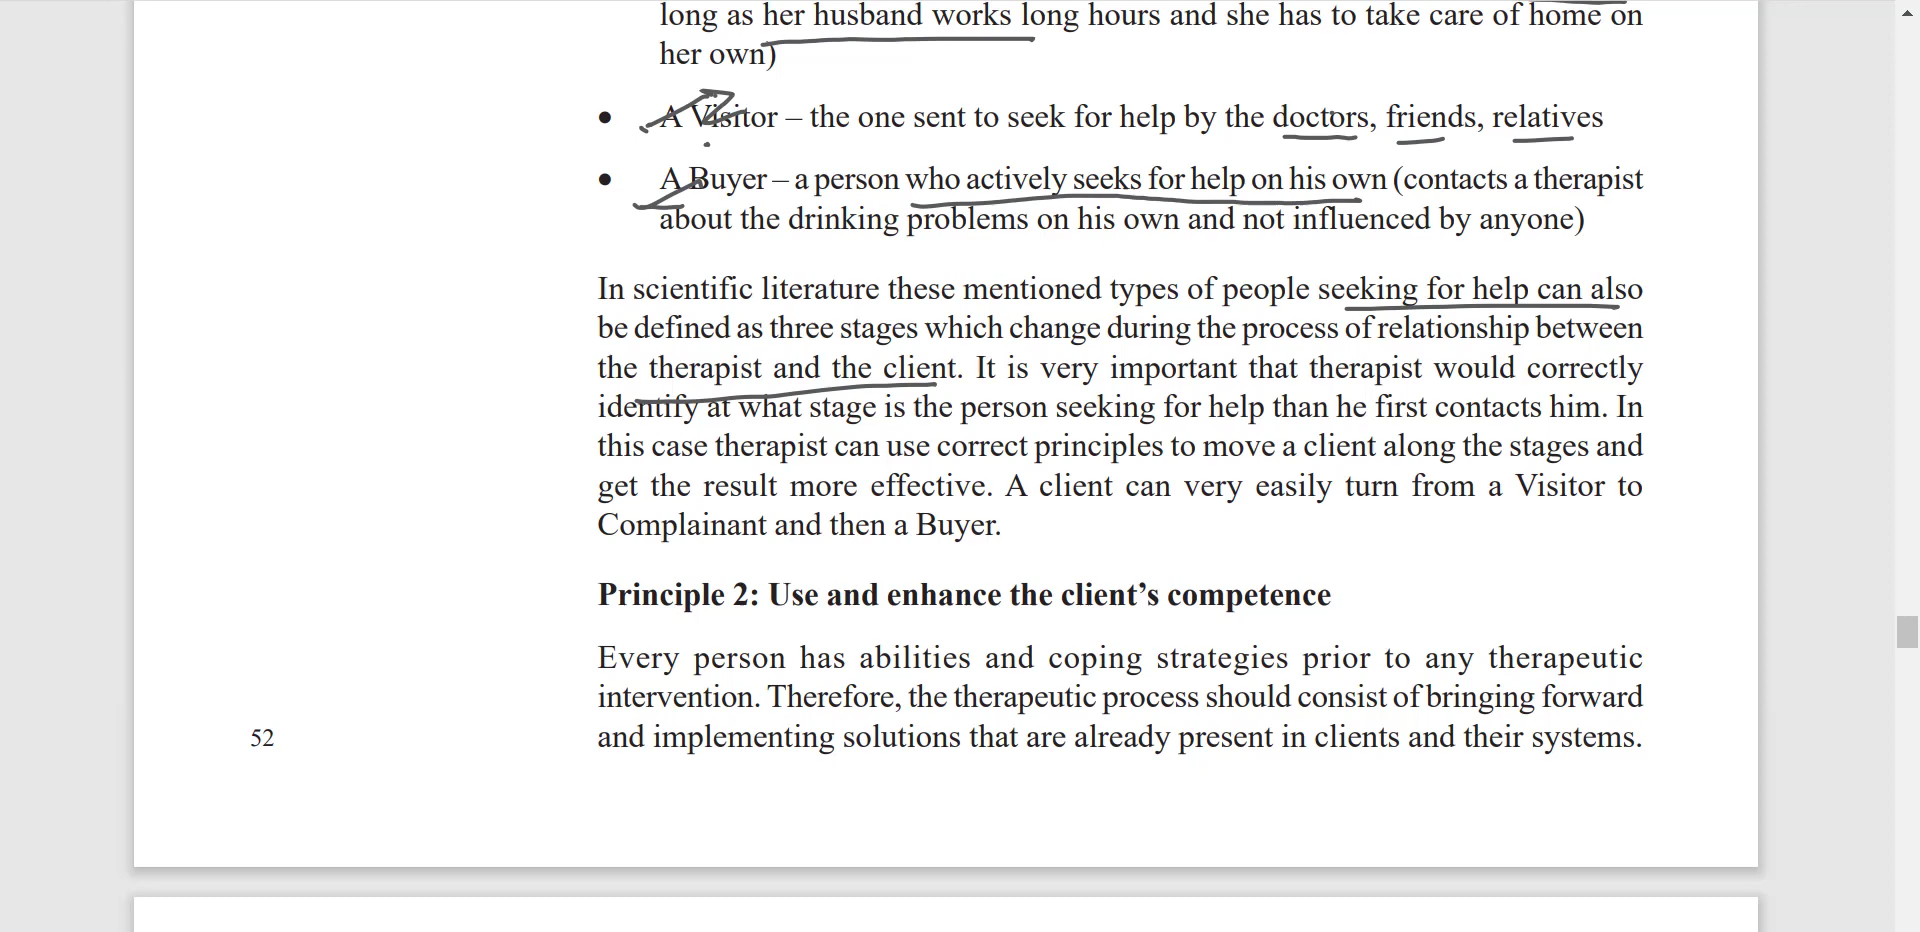 long as her husband works long hours and she has to take care of home on
her own)
• A Visitor – the one sent to seek for help by the doctors, friends, relatives
• A Buyer – a person who actively seeks for help on his own (contacts a therapist
about the drinking problems on his own and not influenced by anyone)
In scientific literature these mentioned types of people seeking for help can also
be defined as three stages which change during the process of relationship between
the therapist and the client. It is very important that therapist would correctly
identify at what stage is the person seeking for help than he first contacts him. In
this case therapist can use correct principles to move a client along the stages and
get the result more effective. A client can very easily turn from a Visitor to
Complainant and then a Buyer.
Principle 2: Use and enhance the client’s competence
Every person has abilities and coping strategies prior to any therapeutic
intervention. Therefore, the therapeutic process should consist of bringing forward
and implementing solutions that are already present in clients and their systems.
52